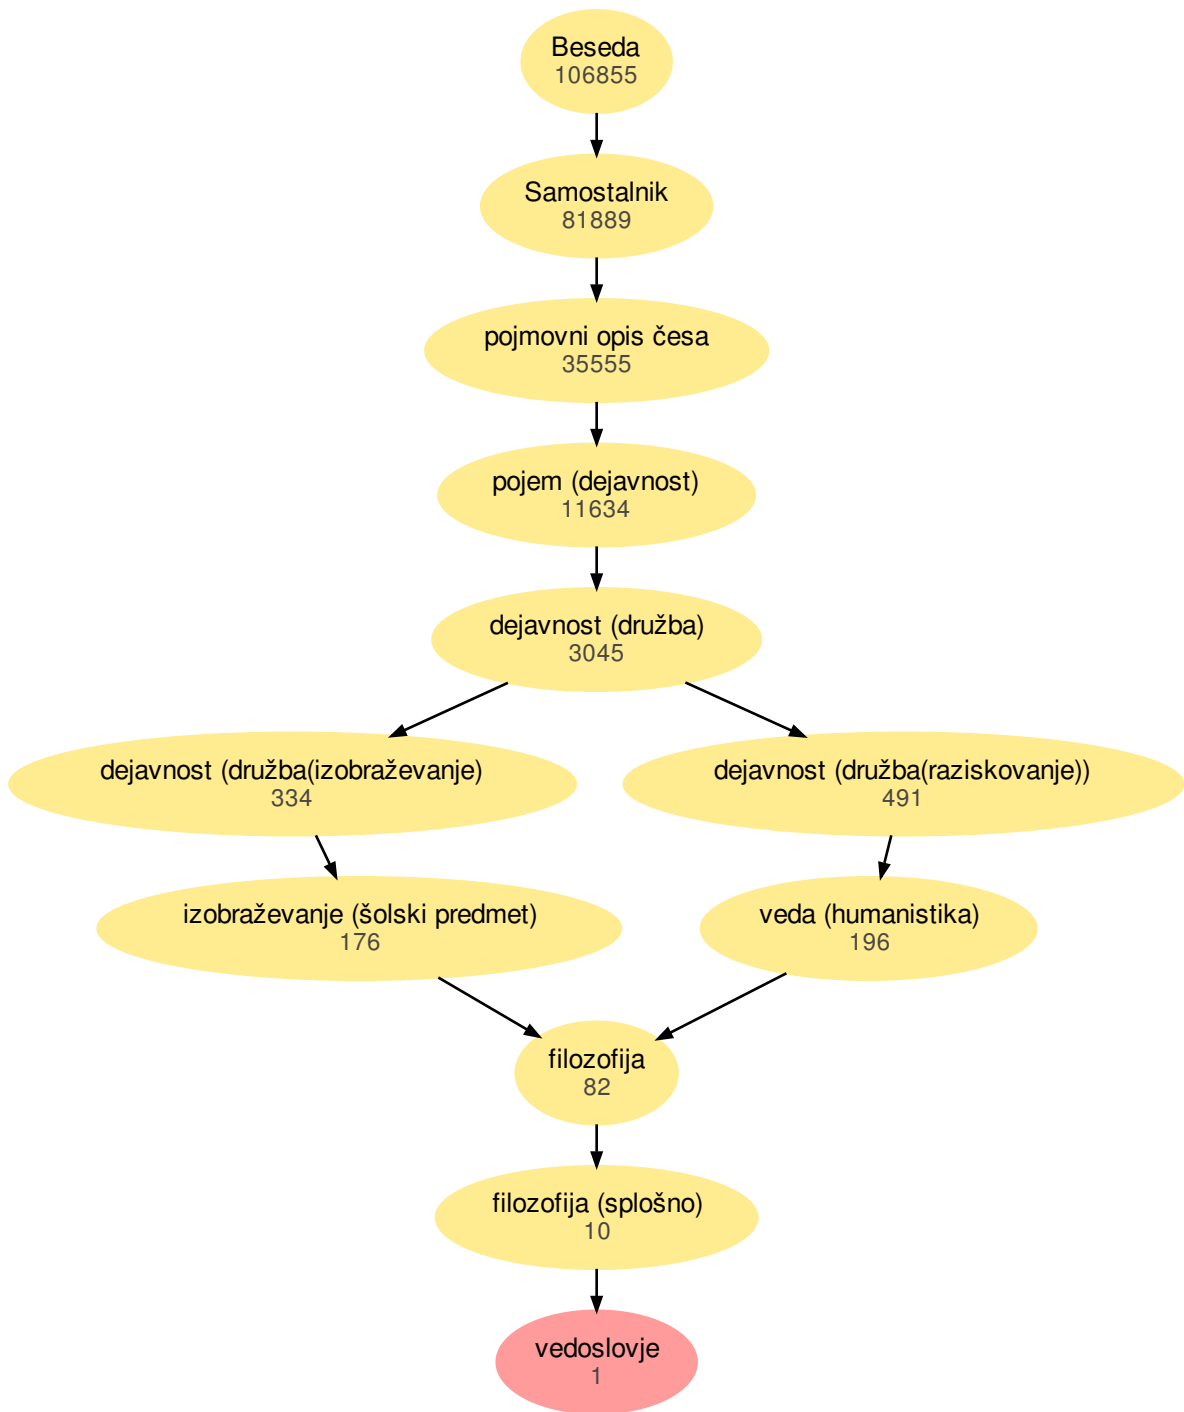 Beseda
106855
Samostalnik
81889
pojmovni opis česa
35555
pojem (dejavnost)
11634
dejavnost (družba)
3045
dejavnost (družba(izobraževanje)
334
dejavnost (družba(raziskovanje))
491
izobraževanje (šolski predmet)
176
veda (humanistika)
196
filozofija
82
filozofija (splošno)
10
vedoslovje
1